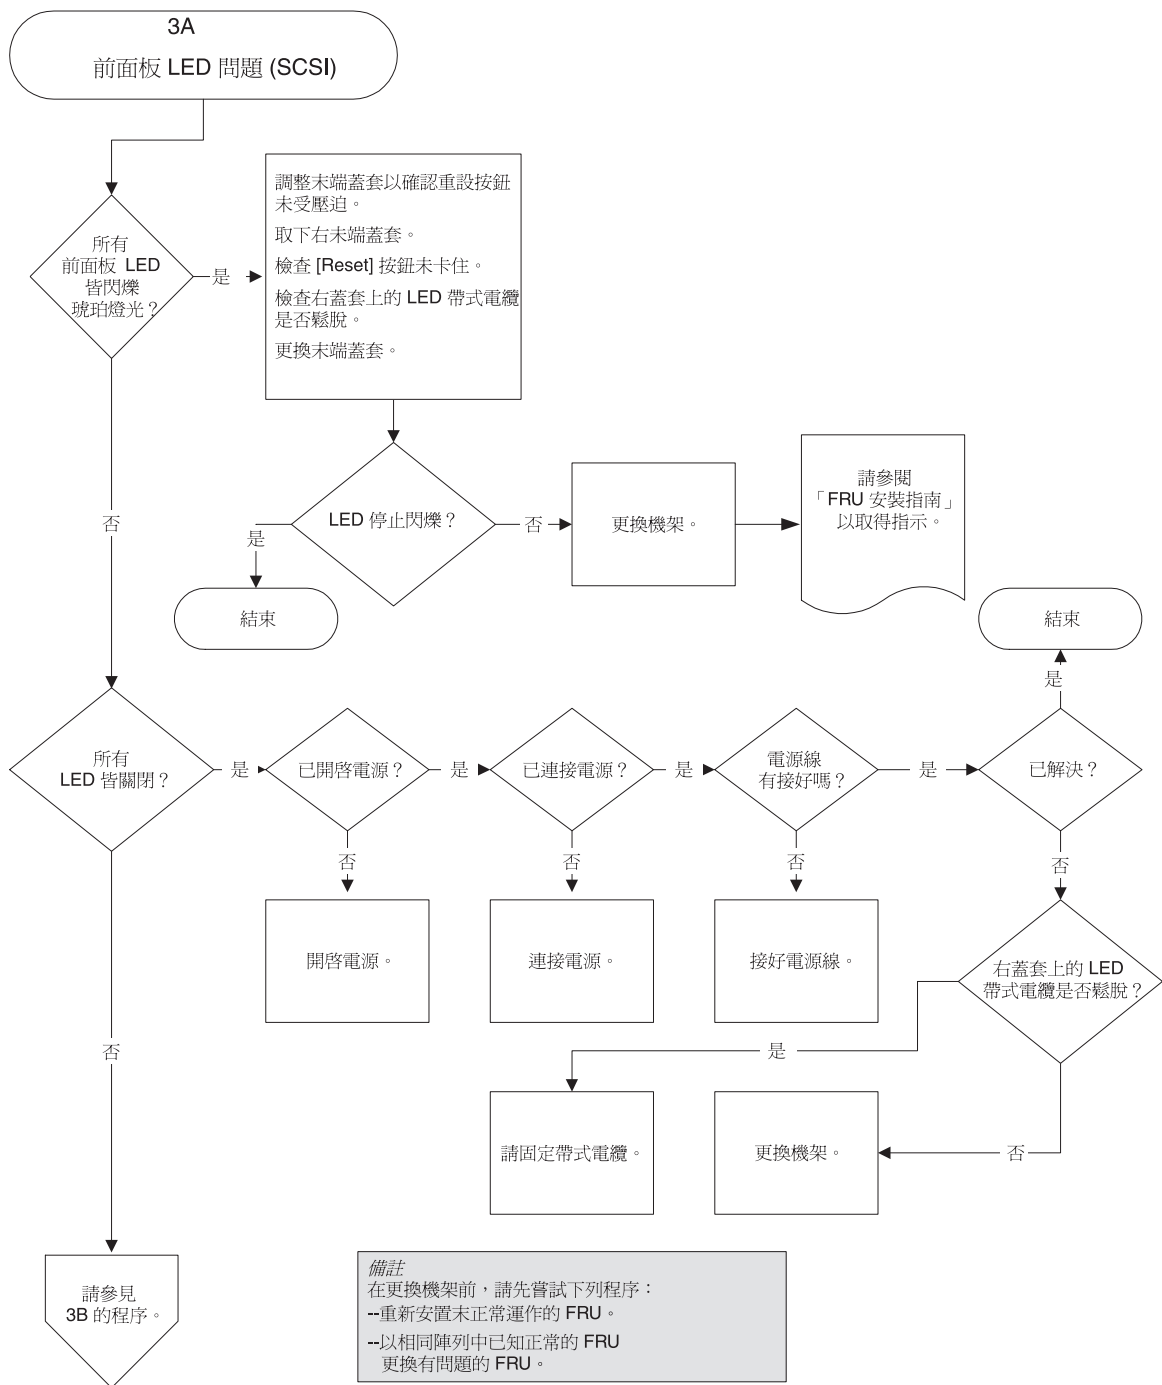 3A
前面板 LED 問題 (SCSI)
所有
前面板 LED
皆閃爍
琥珀燈光？
是
調整末端蓋套以確認重設按鈕
未受壓迫。
取下右末端蓋套。
檢查 [Reset] 按鈕未卡住。
檢查右蓋套上的 LED 帶式電纜
是否鬆脫。
更換末端蓋套。
否
LED 停止閃爍？
是
結束
否
更換機架。
請參閱
「FRU 安裝指南」
以取得指示。
結束
是
所有
LED 皆關閉？
是
已開啓電源？
是
已連接電源？
是
電源線
有接好嗎？
是
已解決？
否
否
否
否
開啓電源。
連接電源。
接好電源線。
右蓋套上的 LED
帶式電纜是否鬆脫？
否
是
請固定帶式電纜。
更換機架。
否
請參見
3B 的程序。
備註
在更換機架前，請先嘗試下列程序：
--重新安置末正常運作的 FRU。
--以相同陣列中已知正常的 FRU
更換有問題的 FRU。